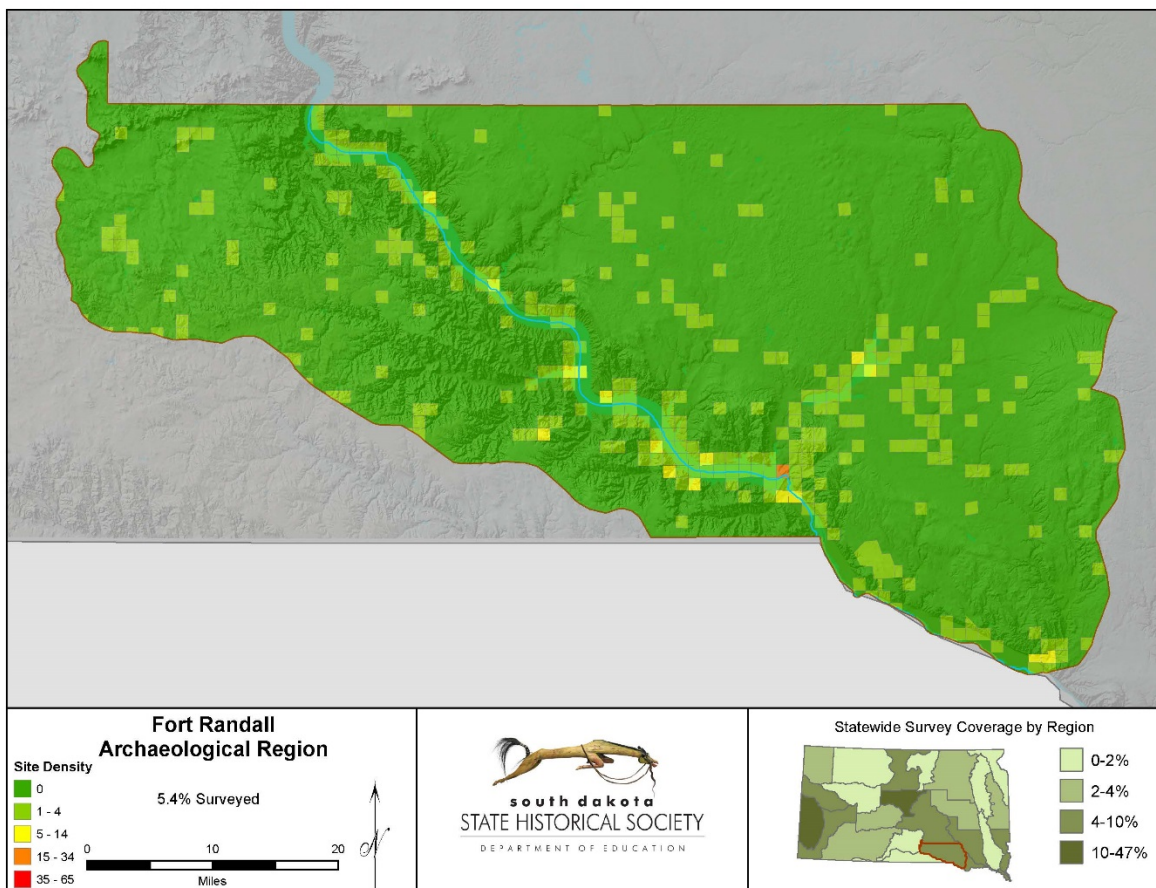 Fort Randall
Archaeological Region
Site Density
0
1 - 4
5 - 14
15 - 34
35 - 65
5.4% Surveyed
N
0 10 20
Miles
south dakota
STATE HISTORICAL SOCIETY
DEPARTMENT OF EDUCATION
Statewide Survey Coverage by Region
0-2%
2-4%
4-10%
10-47%